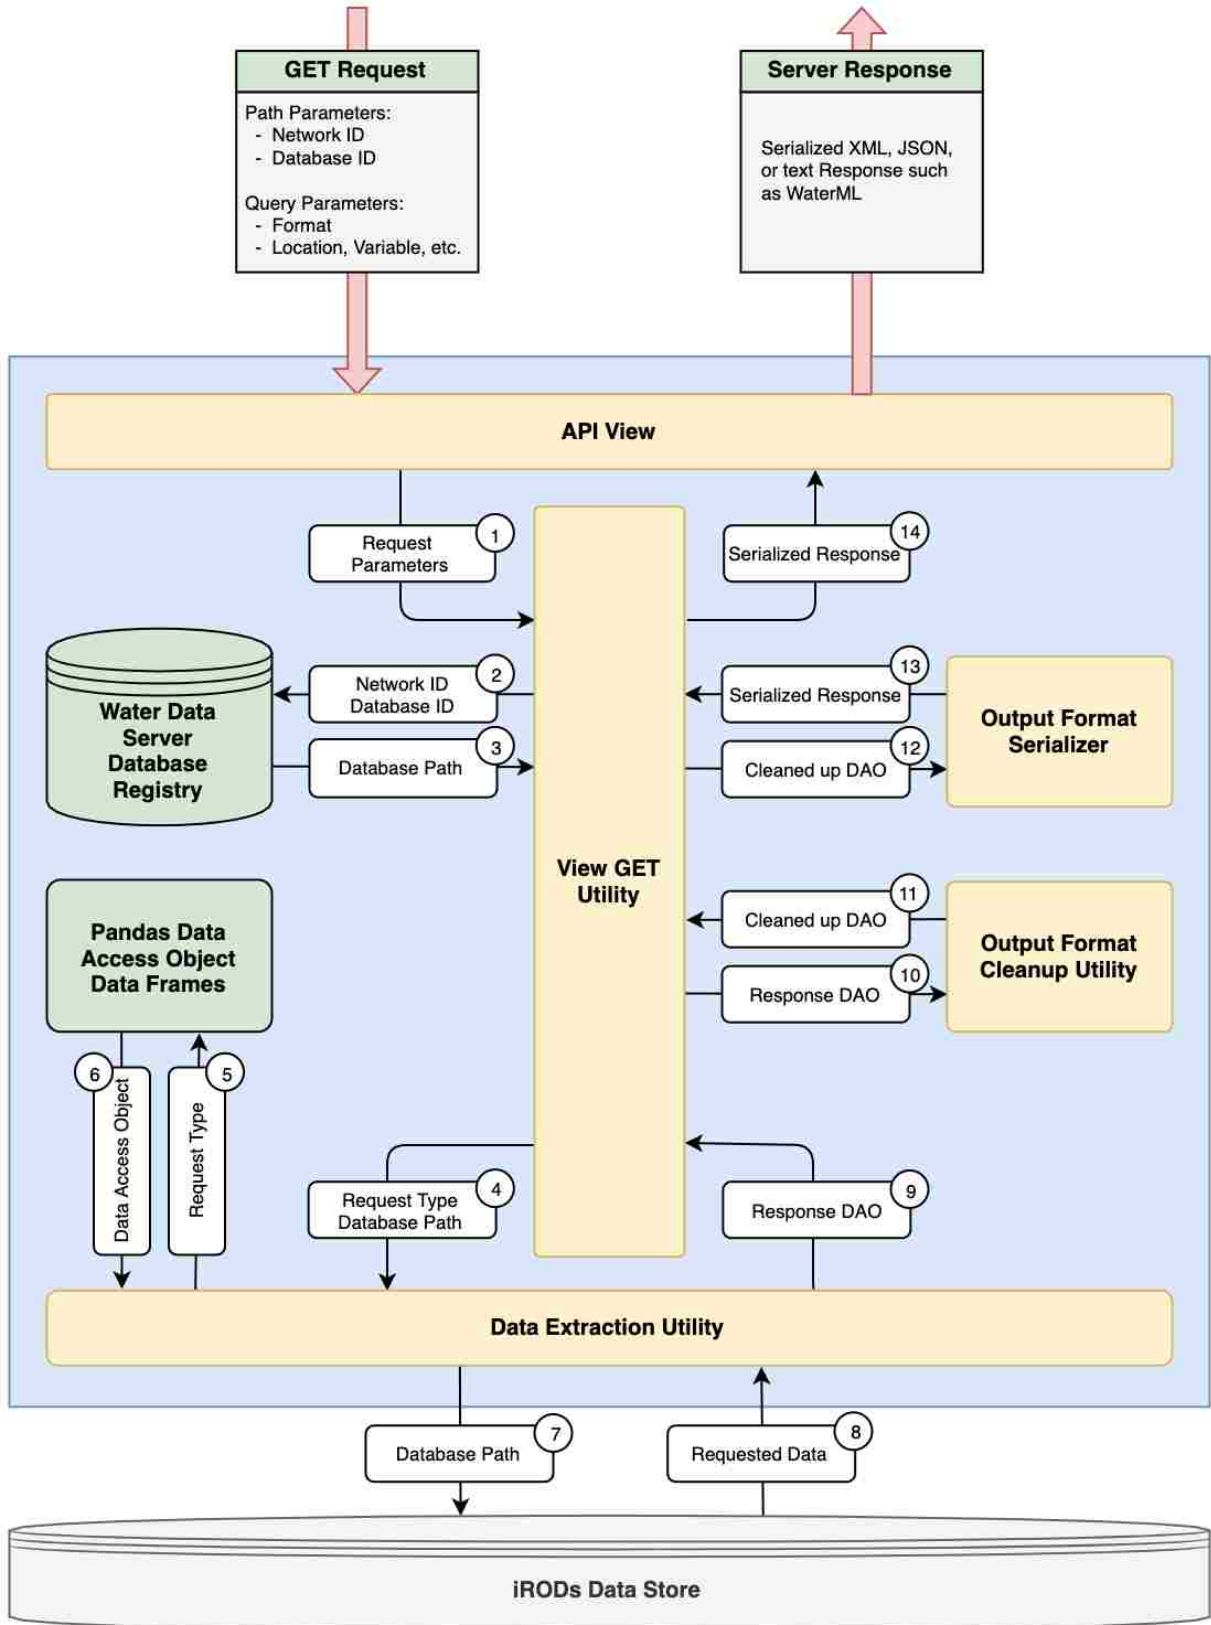 GET Request
Path Parameters:
- Network ID
- Database ID
Query Parameters:
- Format
- Location, Variable, etc.
Server Response
Serialized XML, JSON,
or text Response such
as WaterML
API View
Request
Parameters
1
Serialized Response
14
Network ID
Database ID
2
Database Path
3
Water Data
Server
Database
Registry
Serialized Response
13
Cleaned up DAO
12
Output Format
Serializer
View GET
Utility
Cleaned up DAO
11
Response DAO
10
Output Format
Cleanup Utility
Pandas Data
Access Object
Data Frames
6
Data Access Object
5
Request Type
Request Type
Database Path
4
Response DAO
9
Data Extraction Utility
Database Path
7
Requested Data
8
iRODs Data Store